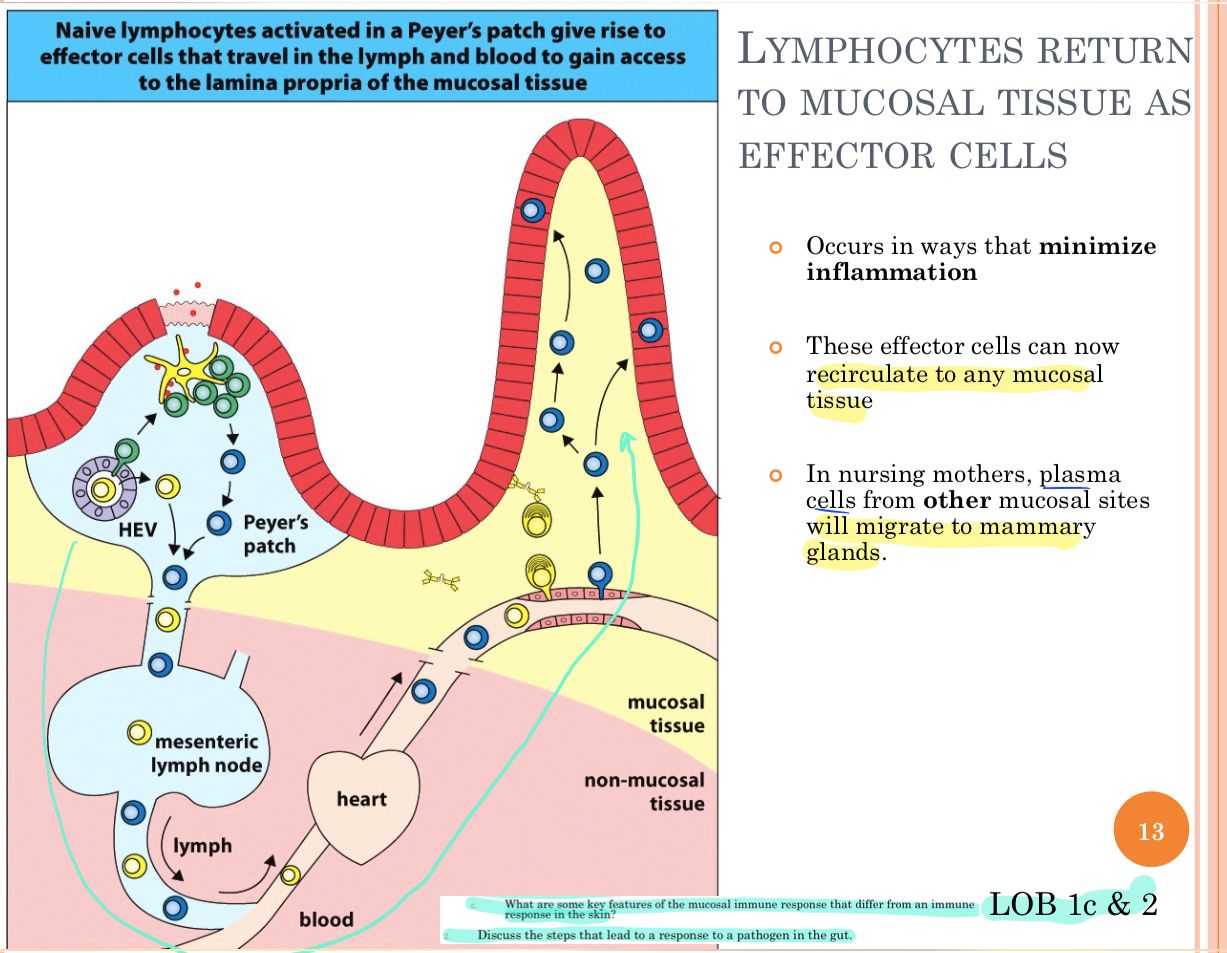 Naive lymphocytes activated in a Peyer's patch give rise to
effector cells that travel in the lymph and blood to gain access
to the lamina propria of the mucosal tissue
HEV
Peyer's
patch
mesenteric
lymph node
lymph
heart
blood
mucosal
tissue
non-mucosal
tissue
LYMPHOCYTES RETURN
TO MUCOSAL TISSUE AS
EFFECTOR CELLS
Occurs in ways that minimize
inflammation
These effector cells can now
recirculate to any mucosal
tissue
In nursing mothers, plasma
cells from other mucosal sites
will migrate to mammary
glands.
13
c. What are some key features of the mucosal immune response that differ from an immune
response in the skin?
2. Discuss the steps that lead to a response to a pathogen in the gut.
LOB 1c & 2